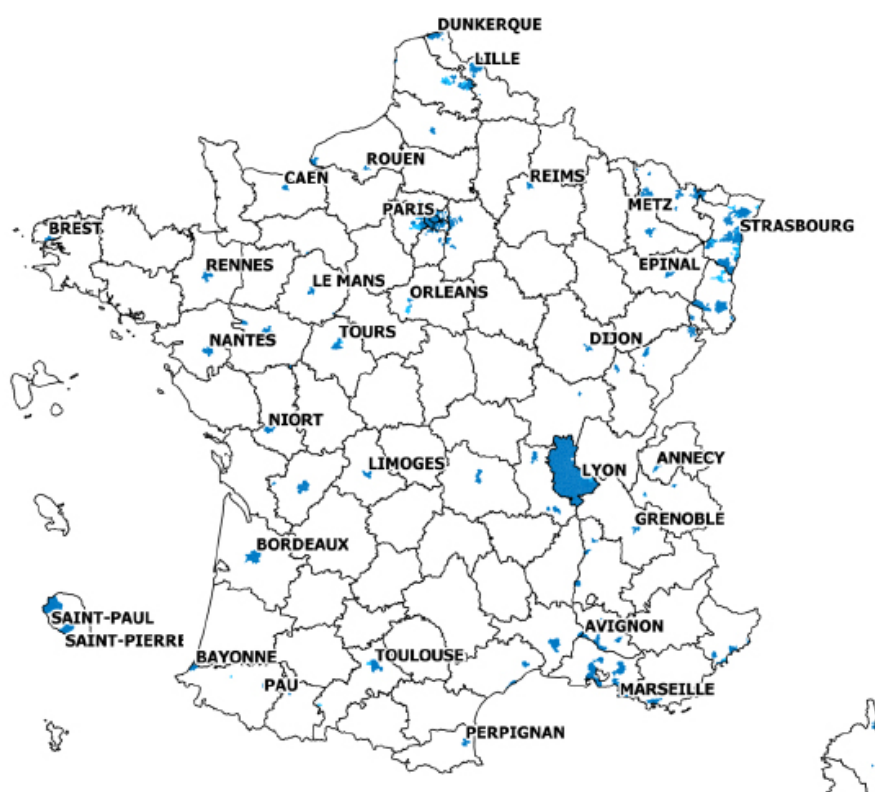 DUNKERQUE
LILLE
ROUEN
CAEN
REIMS
PARIS
METZ
STRASBOURG
BREST
RENNES
EPINAL
LE MANS
ORLEANS
NANTES
TOURS
DIJON
NIORT
LIMOGES
LYON
ANNECY
GRENOBLE
BORDEAUX
SAINT-PAUL
AVIGNON
SAINT-PIERRE
BAYONNE
TOULOUSE
PAU
MARSEILLE
PERPIGNAN